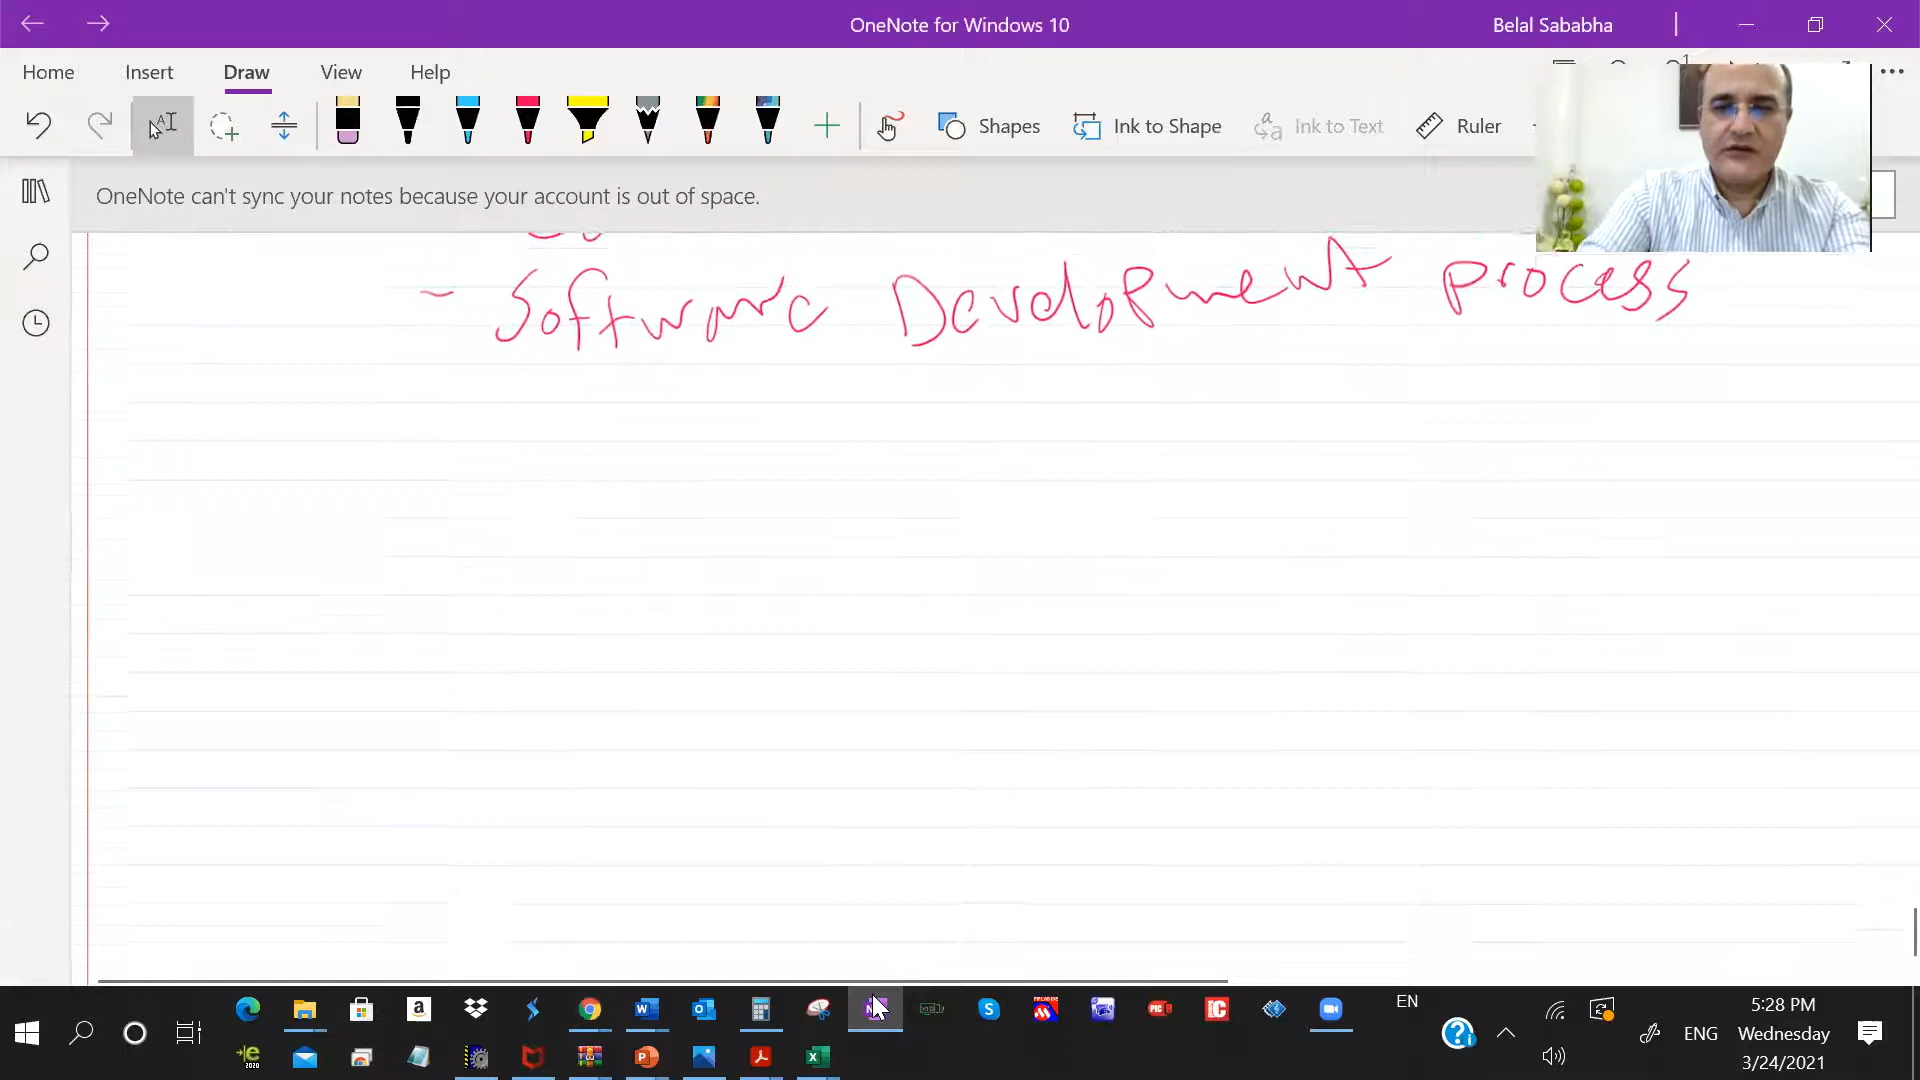 OneNote for Windows 10
Belal Sababha
Home Insert Draw View Help
Shapes Ink to Shape Ink to Text Ruler
OneNote can't sync your notes because your account is out of space.
- Software Development process
EN
5:28 PM
ENG Wednesday
3/24/2021